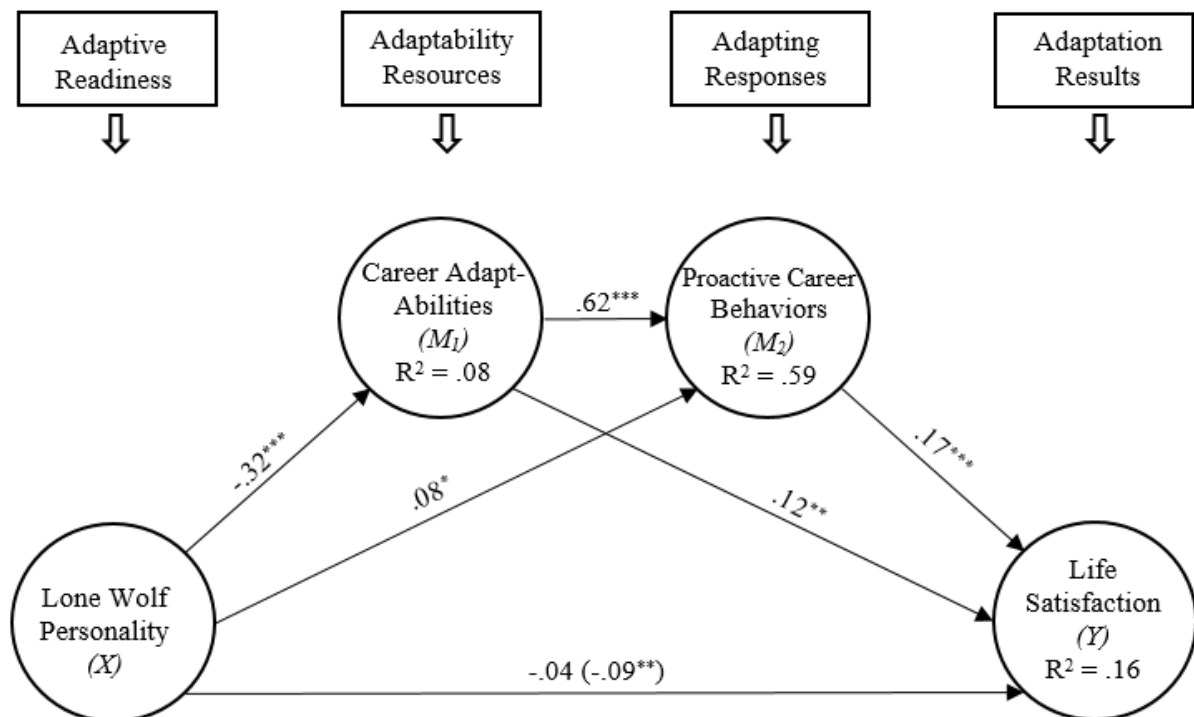 Adaptive
Readiness
Adaptability
Resources
Adapting
Responses
Adaptation
Results
Career Adapt-
Abilities
(M₁)
R² = .08
.62***
Proactive Career
Behaviors
(M₂)
R² = .59
-.32***
.08*
.12**
.17***
Lone Wolf
Personality
(X)
-.04 (-.09**)
Life
Satisfaction
(Y)
R² = .16